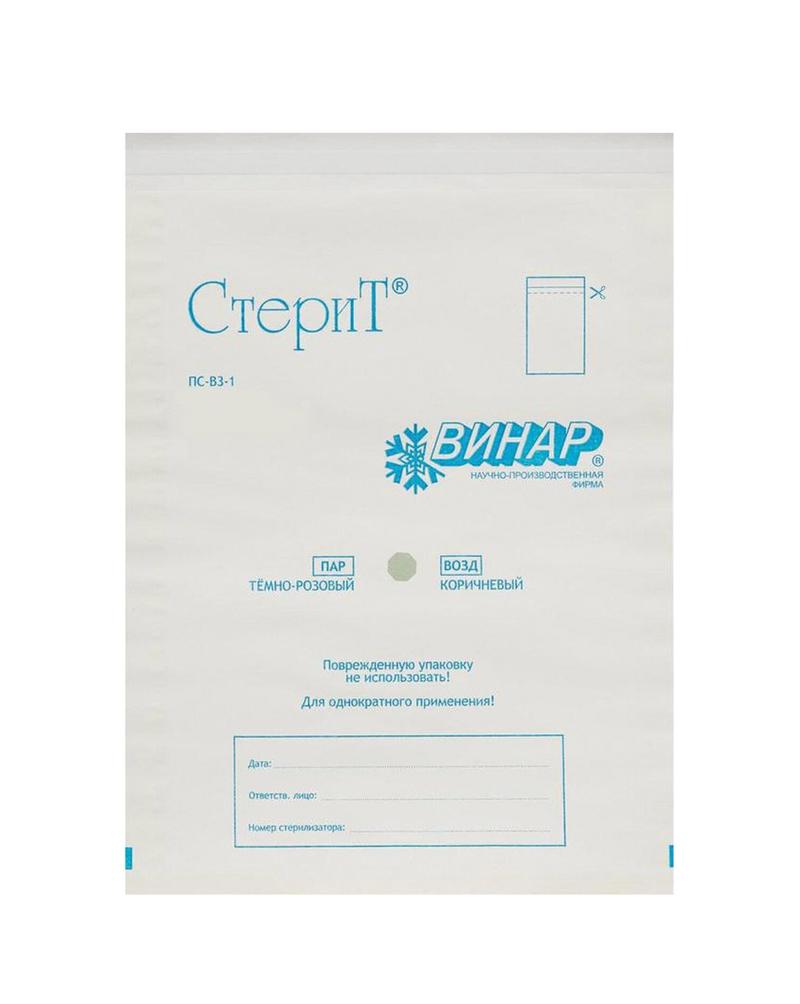 СтериТ®
ПС-ВЗ-1
ВИНАР®
НАУЧНО-ПРОИЗВОДСТВЕННАЯ
ФИРМА
ПАР
ТЁМНО-РОЗОВЫЙ
ВОЗД
КОРИЧНЕВЫЙ
Поврежденную упаковку
не использовать!
Для однократного применения!
Дата:
Ответств. лицо:
Номер стерилизатора: